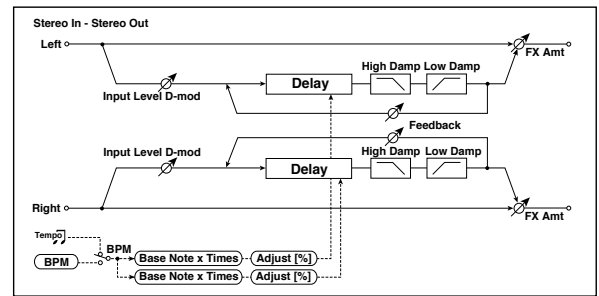 Stereo In - Stereo Out
Left
FX Amt
High Damp Low Damp
Delay
Input Level D-mod
Feedback
Input Level D-mod
High Damp Low Damp
Delay
Right
FX Amt
Tempo
BPM
BPM
Base Note x Times Adjust [%]
Base Note x Times Adjust [%]